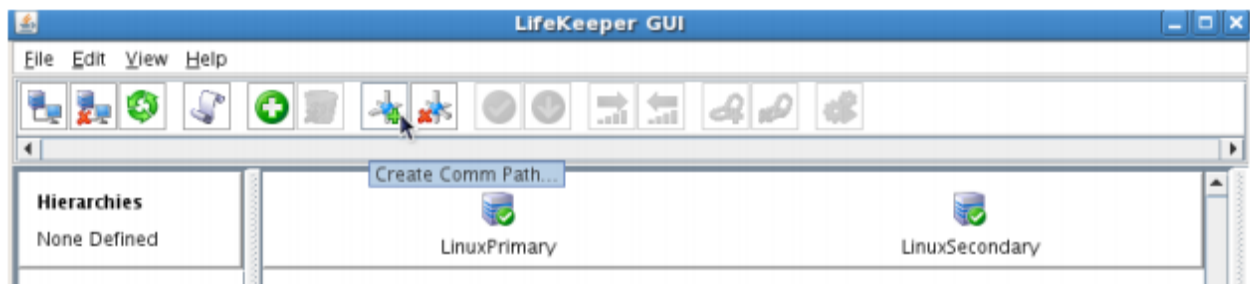 LifeKeeper GUI
File Edit View Help
Create Comm Path...
Hierarchies
None Defined
LinuxPrimary
LinuxSecondary